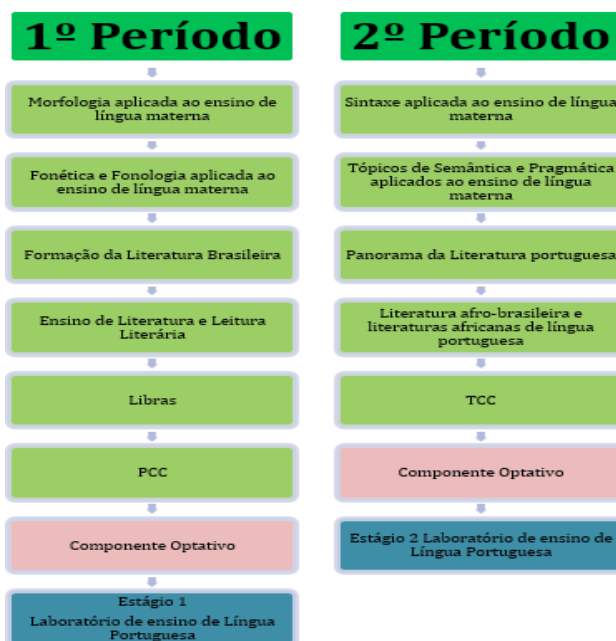 1º Período
Morfologia aplicada ao ensino de
língua materna
Fonética e Fonologia aplicada ao
ensino de língua materna
Formação da Literatura Brasileira
Ensino de Literatura e Leitura
Literária
Libras
PCC
Componente Optativo
Estágio 1
Laboratório de ensino de Língua
Portuguesa
2º Período
Sintaxe aplicada ao ensino de língua
materna
Tópicos de Semântica e Pragmática
aplicados ao ensino de língua
materna
Panorama da Literatura portuguesa
Literatura afro-brasileira e
literaturas africanas de língua
portuguesa
TCC
Componente Optativo
Estágio 2 Laboratório de ensino de
Língua Portuguesa